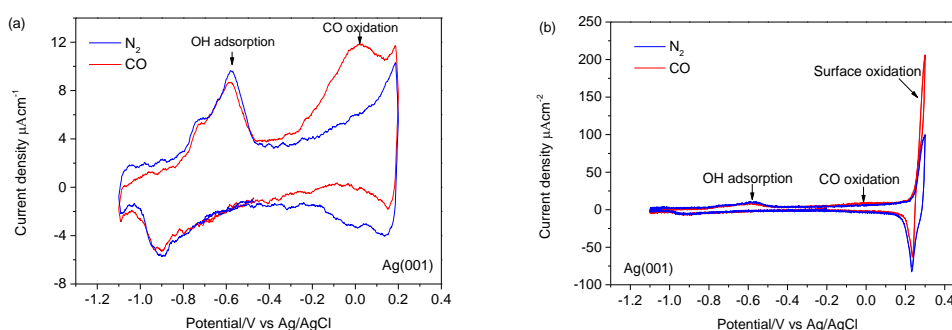 (a)
N2
CO
OH adsorption
CO oxidation
Current density μAcm-2
12
8
4
0
-4
-8
-1.2 -1.0 -0.8 -0.6 -0.4 -0.2 0.0 0.2 0.4
Ag(001)
Potential/V vs Ag/AgCl
(b)
N2
CO
Surface oxidation
OH adsorption
CO oxidation
Current density μAcm-2
250
200
150
100
50
0
-50
-100
-1.2 -1.0 -0.8 -0.6 -0.4 -0.2 0.0 0.2 0.4
Ag(001)
Potential/V vs Ag/AgCl